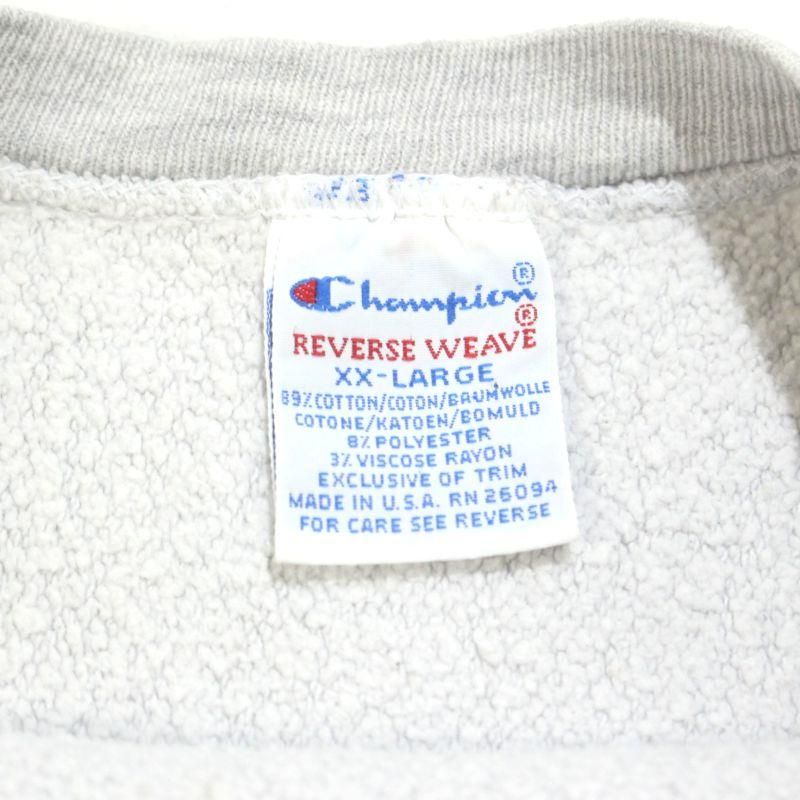 Champion®
REVERSE WEAVE®
XX-LARGE
89% COTTON/COTON/BAUMWOLLE
COTONE/KATOEN/BOMULD
8% POLYESTER
3% VISCOSE RAYON
EXCLUSIVE OF TRIM
MADE IN U.S.A. RN 26094
FOR CARE SEE REVERSE